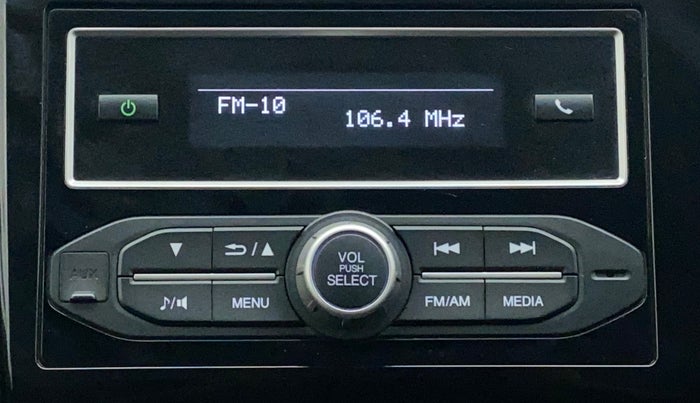 FM-10
106.4 MHz
VOL
PUSH
SELECT
AUX
MENU
FM/AM
MEDIA